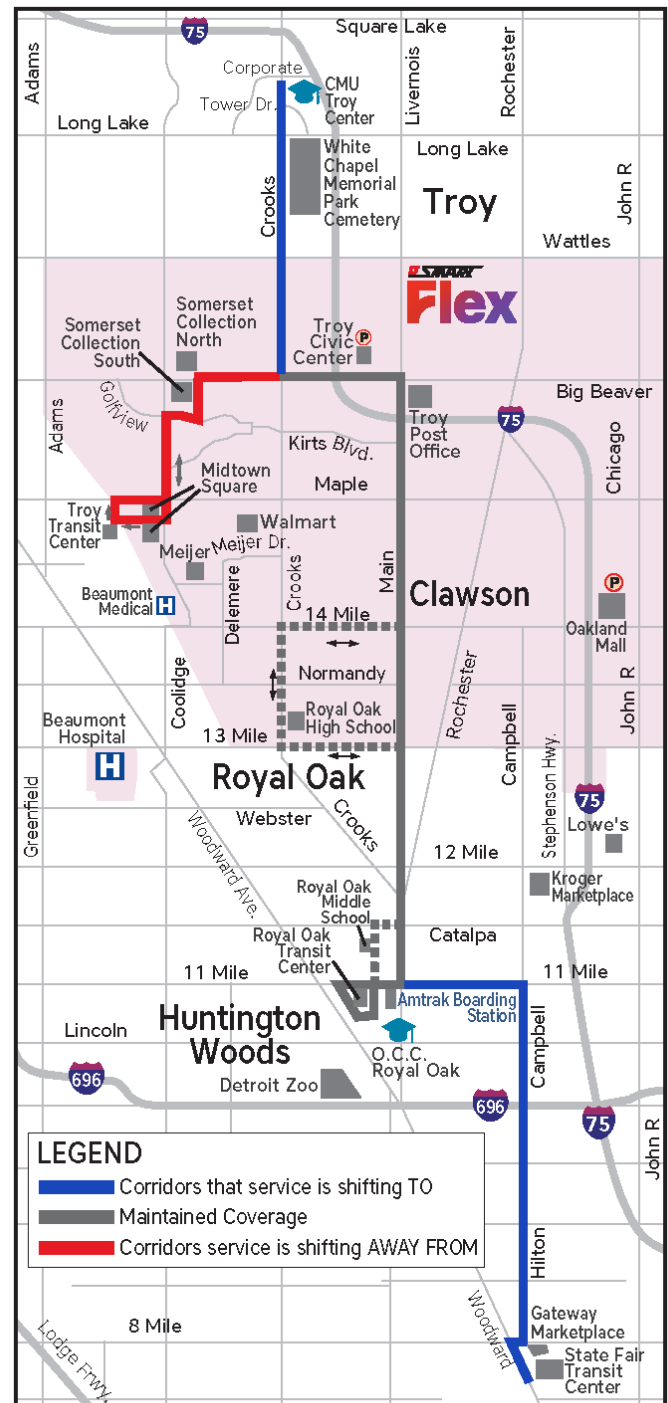 75
Square Lake
Adams
Corporate
CMU
Troy
Center
Tower Dr.
Livernois
Rochester
Long Lake
White
Chapel
Memorial
Park
Cemetery
Long Lake
Crooks
Troy
John R
Wattles
SMART
Flex
Somerset
Collection
North
Somerset
Collection
South
Troy
Civic
Center
P
Golfview
Adams
Big Beaver
Troy
Post
Office
75
Kirts Blvd.
Chicago
Midtown
Square
Maple
Troy
Transit
Center
Walmart
Meijer
Meijer Dr.
Main
Beaumont
Medical
H
Delemere
Crooks
Clawson
P
Oakland
Mall
14 Mile
Normandy
Coolidge
Rochester
John R
Royal Oak
High School
Beaumont
Hospital
H
13 Mile
Campbell
Stephenson Hwy.
Royal Oak
75
Greenfield
Webster
Crooks
Lowe's
Woodward Ave.
12 Mile
Kroger
Marketplace
Royal Oak
Middle
School
Royal Oak
Transit
Center
Catalpa
11 Mile
11 Mile
Amtrak Boarding
Station
Huntington
Woods
Lincoln
O.C.C.
Royal Oak
Campbell
696
Detroit Zoo
696
75
John R
LEGEND
Corridors that service is shifting TO
Maintained Coverage
Corridors service is shifting AWAY FROM
Hilton
Woodward
8 Mile
Gateway
Marketplace
State Fair
Transit
Center
Lodge Frwy.